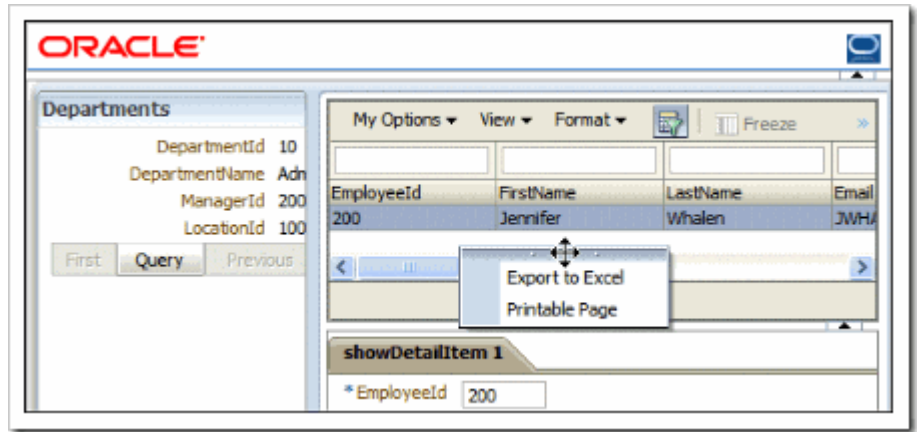 ORACLE
Departments
DepartmentId 10
DepartmentName Adn
ManagerId 200
LocationId 100
First Query Previous
My Options View Format Freeze »
EmployeeId FirstName LastName Email
200 Jennifer Whalen JWHA
Export to Excel
Printable Page
showDetailItem 1
* EmployeeId 200